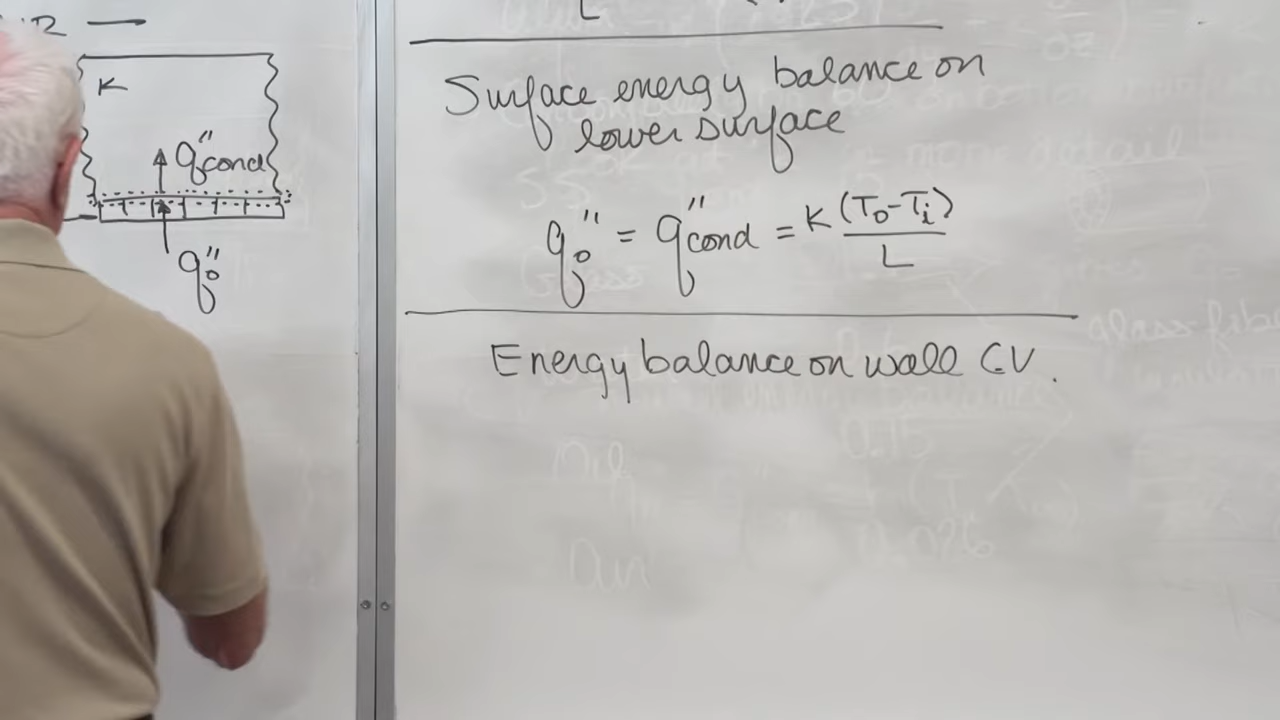 K
q"cond
q"o
Surface energy balance on
lower surface
q"o = q"cond = K (To-Ti)
L
Energy balance on wall CV.